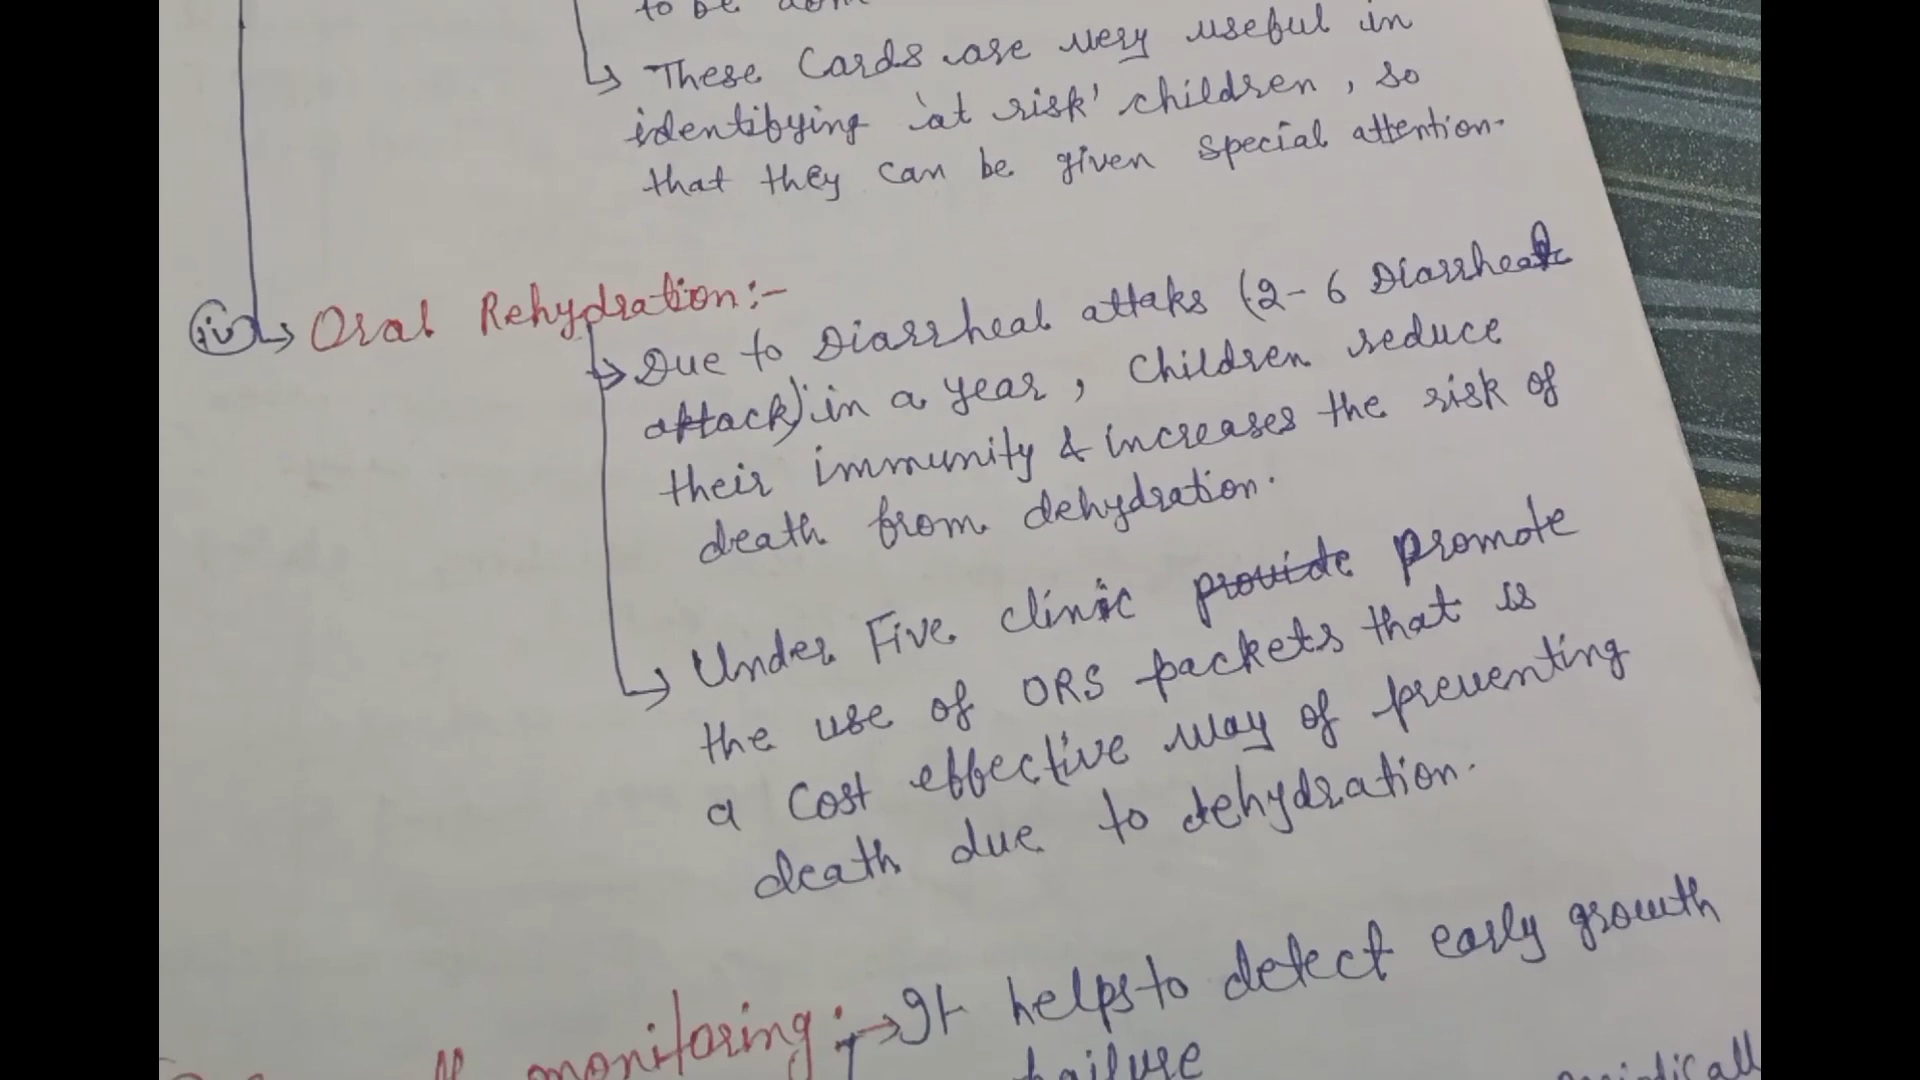 to be
↳ These Cards are very useful in
identifying 'at risk' children, so
that they can be given special attention.
(iv)→ Oral Rehydration:-
→ Due to Diarrheal attaks (2-6 Diarrheal
attack) in a year, Children reduce
their immunity & increases the risk of
death from dehydration.
→ Under Five clinic ~~provide~~ promote
the use of ORS packets that is
a Cost effective way of preventing
death due to dehydration.
monitoring :→ It helps to detect early growth
failure